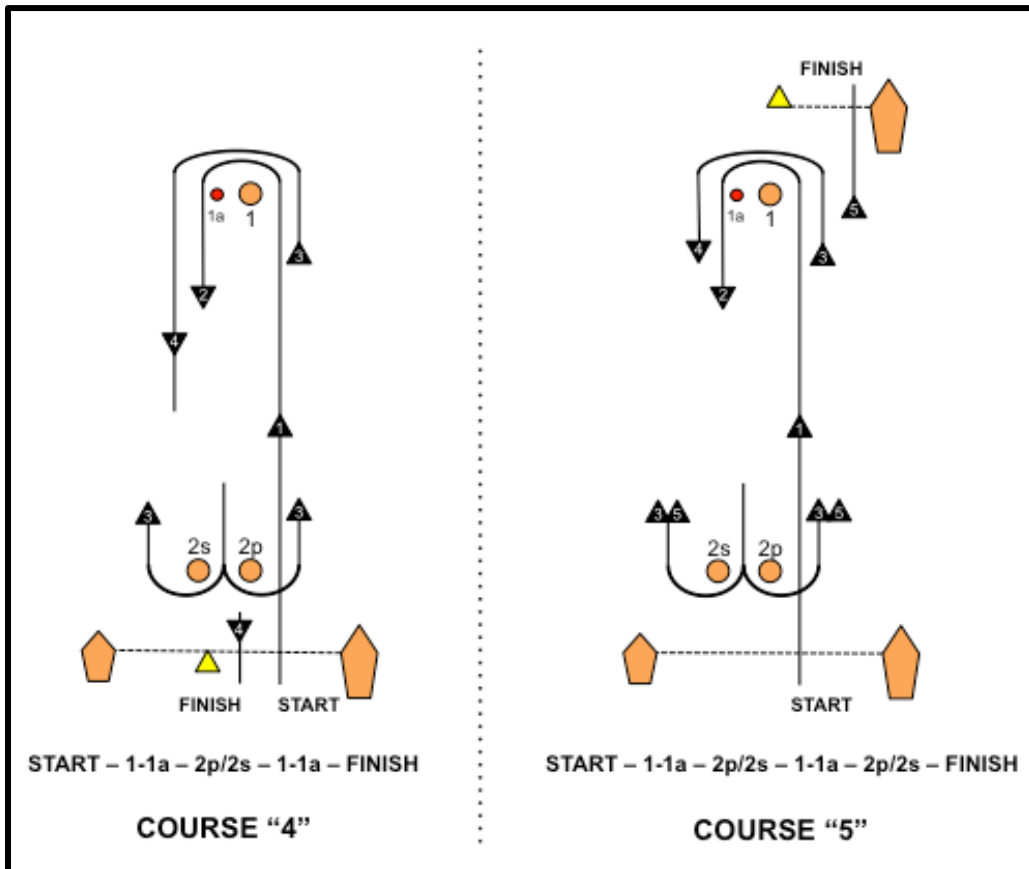 1a
1
3
2
4
1
3
3
2s
2p
4
FINISH
START
START – 1-1a – 2p/2s – 1-1a – FINISH
COURSE “4”
FINISH
5
1a
1
4
3
2
1
3 5
3 5
2s
2p
START
START – 1-1a – 2p/2s – 1-1a – 2p/2s – FINISH
COURSE “5”